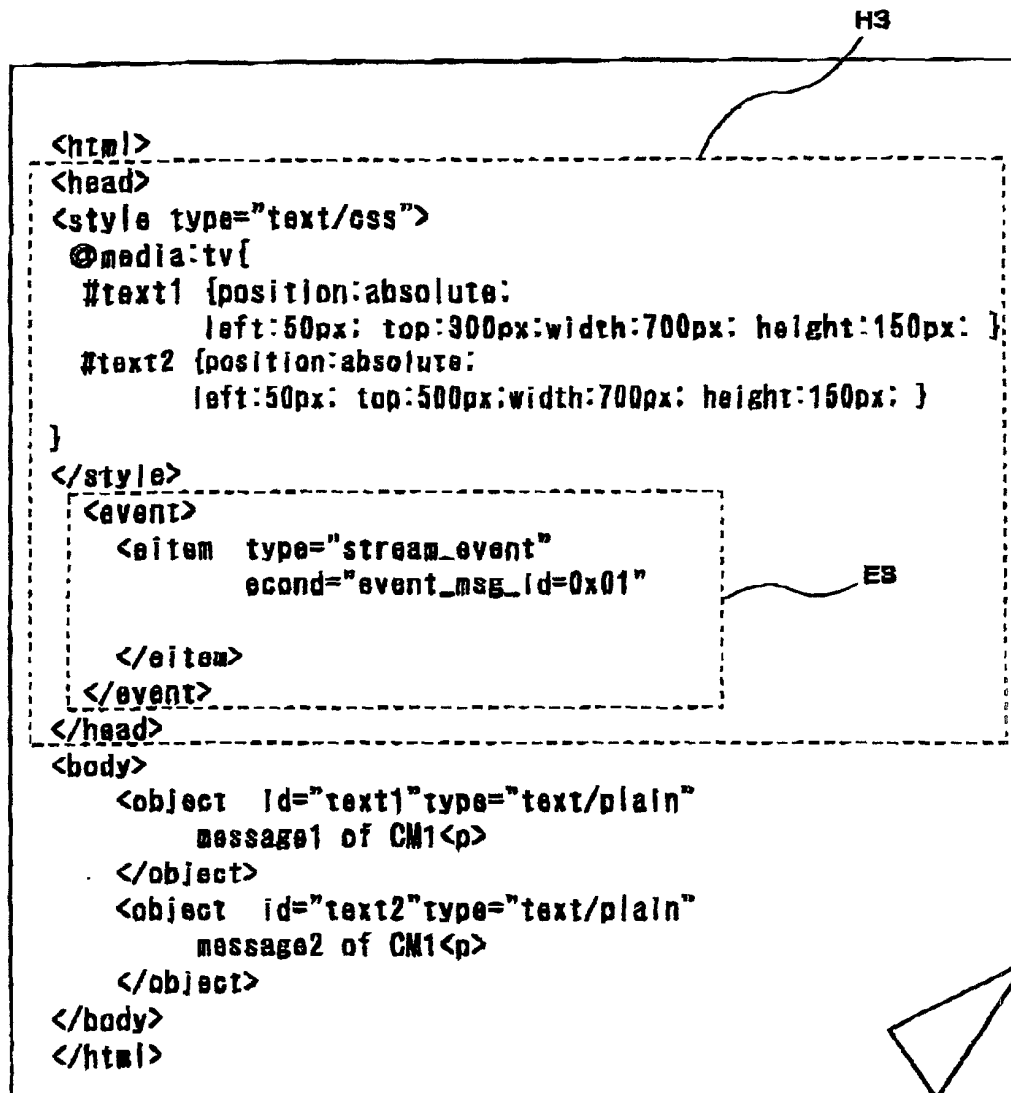 H3
<html>
<head>
<style type="text/css">
@media:tv{
#text1 {position:absolute;
left:50px; top:300px;width:700px; height:150px; }
#text2 {position:absolute;
left:50px; top:500px;width:700px; height:150px; }
}
</style>
<event>
<eitem type="stream_event"
econd="event_msg_id=0x01"
E3
</eitem>
</event>
</head>
<body>
<object id="text1"type="text/plain"
message1 of CM1<p>
</object>
<object id="text2"type="text/plain"
message2 of CM1<p>
</object>
</body>
</html>